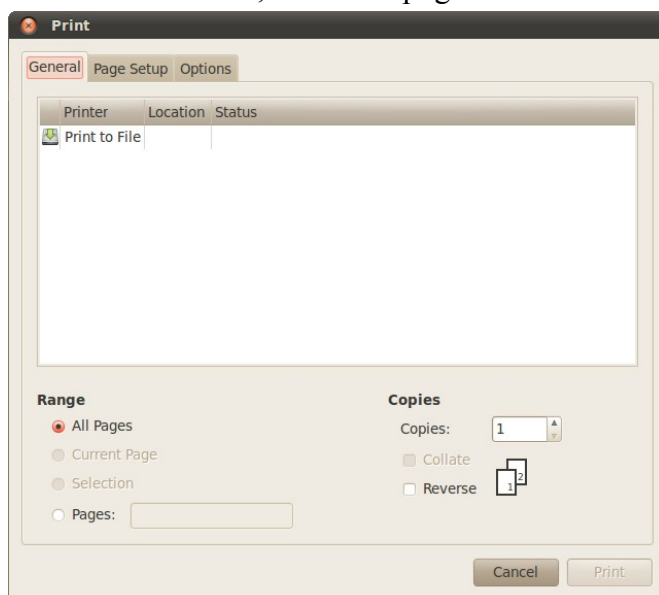 Print
General Page Setup Options
Printer Location Status
Print to File
Range
All Pages
Current Page
Selection
Pages:
Copies
Copies: 1
Collate
Reverse
1 2
Cancel Print